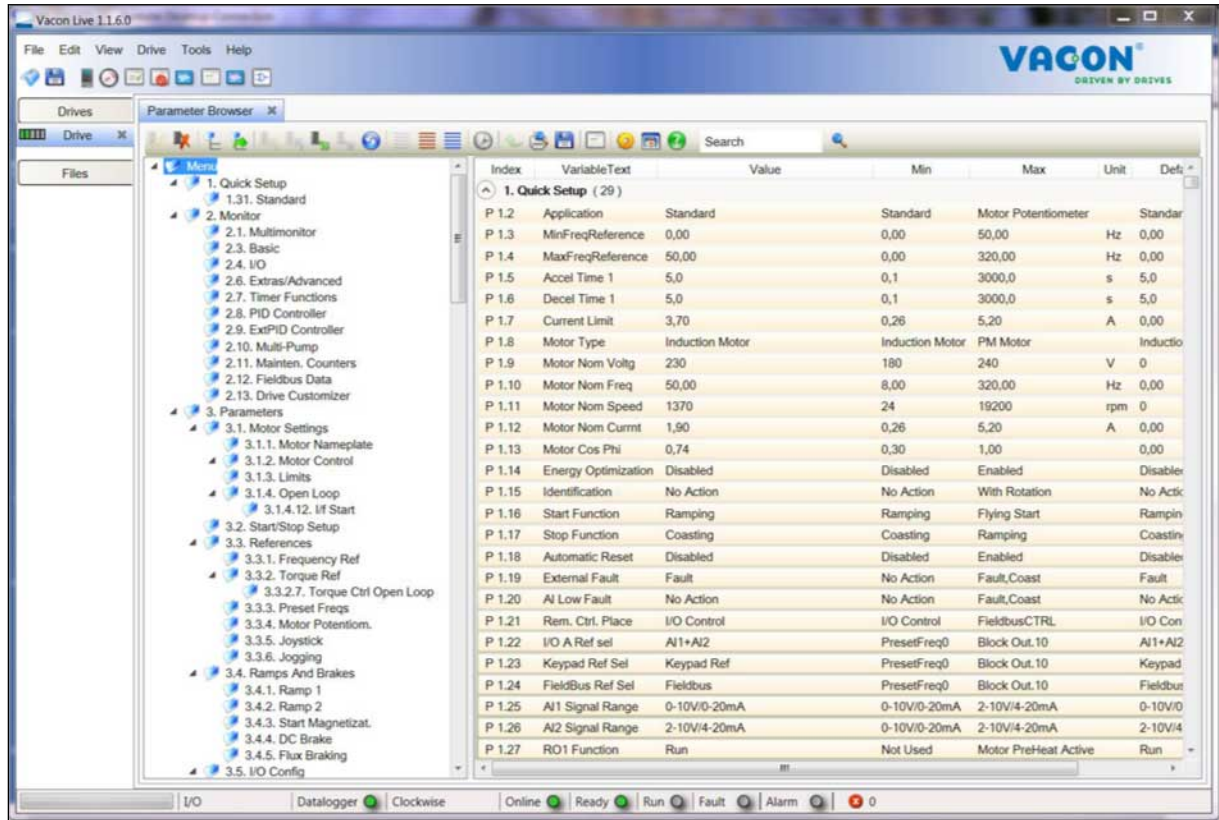 Vacon Live 1.1.6.0
File Edit View Drive Tools Help
VACON®
DRIVEN BY DRIVES
Drives
Drive
Files
Parameter Browser
Search
Menu
1. Quick Setup
1.31. Standard
2. Monitor
2.1. Multimonitor
2.3. Basic
2.4. I/O
2.6. Extras/Advanced
2.7. Timer Functions
2.8. PID Controller
2.9. ExtPID Controller
2.10. Multi-Pump
2.11. Mainten. Counters
2.12. Fieldbus Data
2.13. Drive Customizer
3. Parameters
3.1. Motor Settings
3.1.1. Motor Nameplate
3.1.2. Motor Control
3.1.3. Limits
3.1.4. Open Loop
3.1.4.12. I/f Start
3.2. Start/Stop Setup
3.3. References
3.3.1. Frequency Ref
3.3.2. Torque Ref
3.3.2.7. Torque Ctrl Open Loop
3.3.3. Preset Freqs
3.3.4. Motor Potentiom.
3.3.5. Joystick
3.3.6. Jogging
3.4. Ramps And Brakes
3.4.1. Ramp 1
3.4.2. Ramp 2
3.4.3. Start Magnetizat.
3.4.4. DC Brake
3.4.5. Flux Braking
3.5. I/O Config
Index VariableText Value Min Max Unit Defa
1. Quick Setup (29)
P 1.2 Application Standard Standard Motor Potentiometer Standar
P 1.3 MinFreqReference 0,00 0,00 50,00 Hz 0,00
P 1.4 MaxFreqReference 50,00 0,00 320,00 Hz 0,00
P 1.5 Accel Time 1 5,0 0,1 3000,0 s 5,0
P 1.6 Decel Time 1 5,0 0,1 3000,0 s 5,0
P 1.7 Current Limit 3,70 0,26 5,20 A 0,00
P 1.8 Motor Type Induction Motor Induction Motor PM Motor Inductio
P 1.9 Motor Nom Voltg 230 180 240 V 0
P 1.10 Motor Nom Freq 50,00 8,00 320,00 Hz 0,00
P 1.11 Motor Nom Speed 1370 24 19200 rpm 0
P 1.12 Motor Nom Currnt 1,90 0,26 5,20 A 0,00
P 1.13 Motor Cos Phi 0,74 0,30 1,00 0,00
P 1.14 Energy Optimization Disabled Disabled Enabled Disable
P 1.15 Identification No Action No Action With Rotation No Actic
P 1.16 Start Function Ramping Ramping Flying Start Rampin
P 1.17 Stop Function Coasting Coasting Ramping Coasting
P 1.18 Automatic Reset Disabled Disabled Enabled Disable
P 1.19 External Fault Fault No Action Fault,Coast Fault
P 1.20 AI Low Fault No Action No Action Fault,Coast No Actic
P 1.21 Rem. Ctrl. Place I/O Control I/O Control FieldbusCTRL I/O Con
P 1.22 I/O A Ref sel AI1+AI2 PresetFreq0 Block Out.10 AI1+AI2
P 1.23 Keypad Ref Sel Keypad Ref PresetFreq0 Block Out.10 Keypad
P 1.24 FieldBus Ref Sel Fieldbus PresetFreq0 Block Out.10 Fieldbus
P 1.25 AI1 Signal Range 0-10V/0-20mA 0-10V/0-20mA 2-10V/4-20mA 0-10V/0
P 1.26 AI2 Signal Range 2-10V/4-20mA 0-10V/0-20mA 2-10V/4-20mA 2-10V/4
P 1.27 RO1 Function Run Not Used Motor PreHeat Active Run
I/O Datalogger Clockwise Online Ready Run Fault Alarm 0